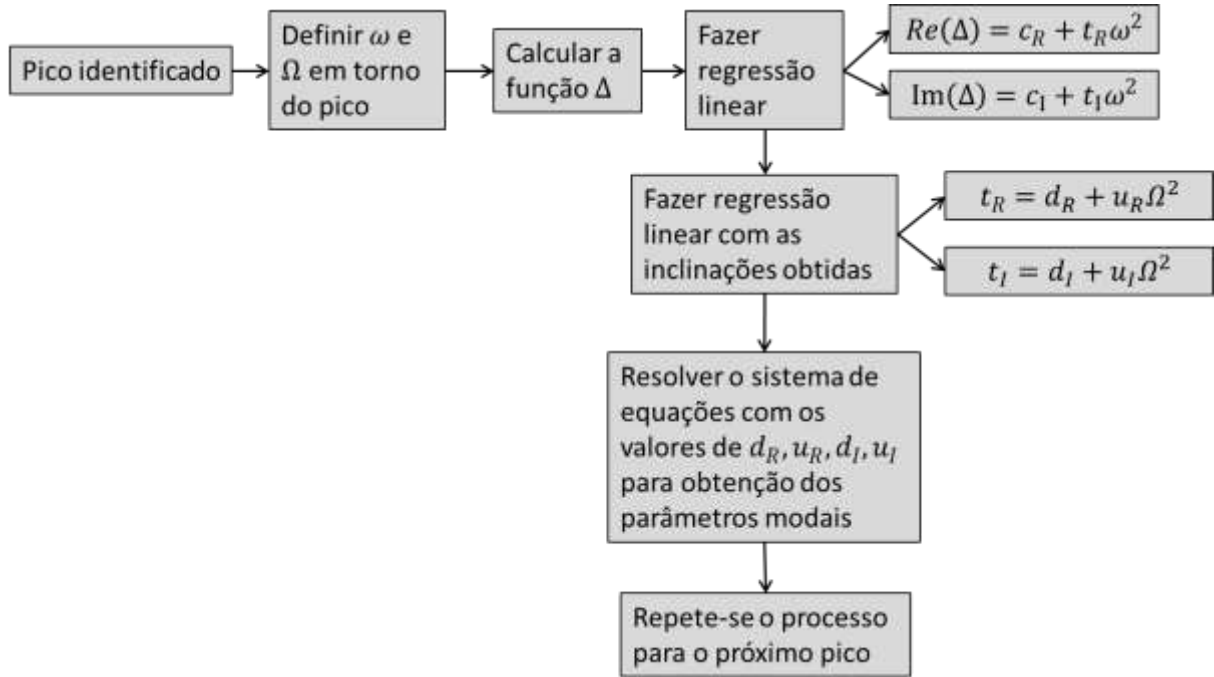 Pico identificado
Definir ω e
Ω em torno
do pico
Calcular a
função Δ
Fazer
regressão
linear
Re(Δ) = c_R + t_Rω²
Im(Δ) = c_I + t_Iω²
Fazer regressão
linear com as
inclinações obtidas
t_R = d_R + u_RΩ²
t_I = d_I + u_IΩ²
Resolver o sistema de
equações com os
valores de d_R, u_R, d_I, u_I
para obtenção dos
parâmetros modais
Repete-se o processo
para o próximo pico